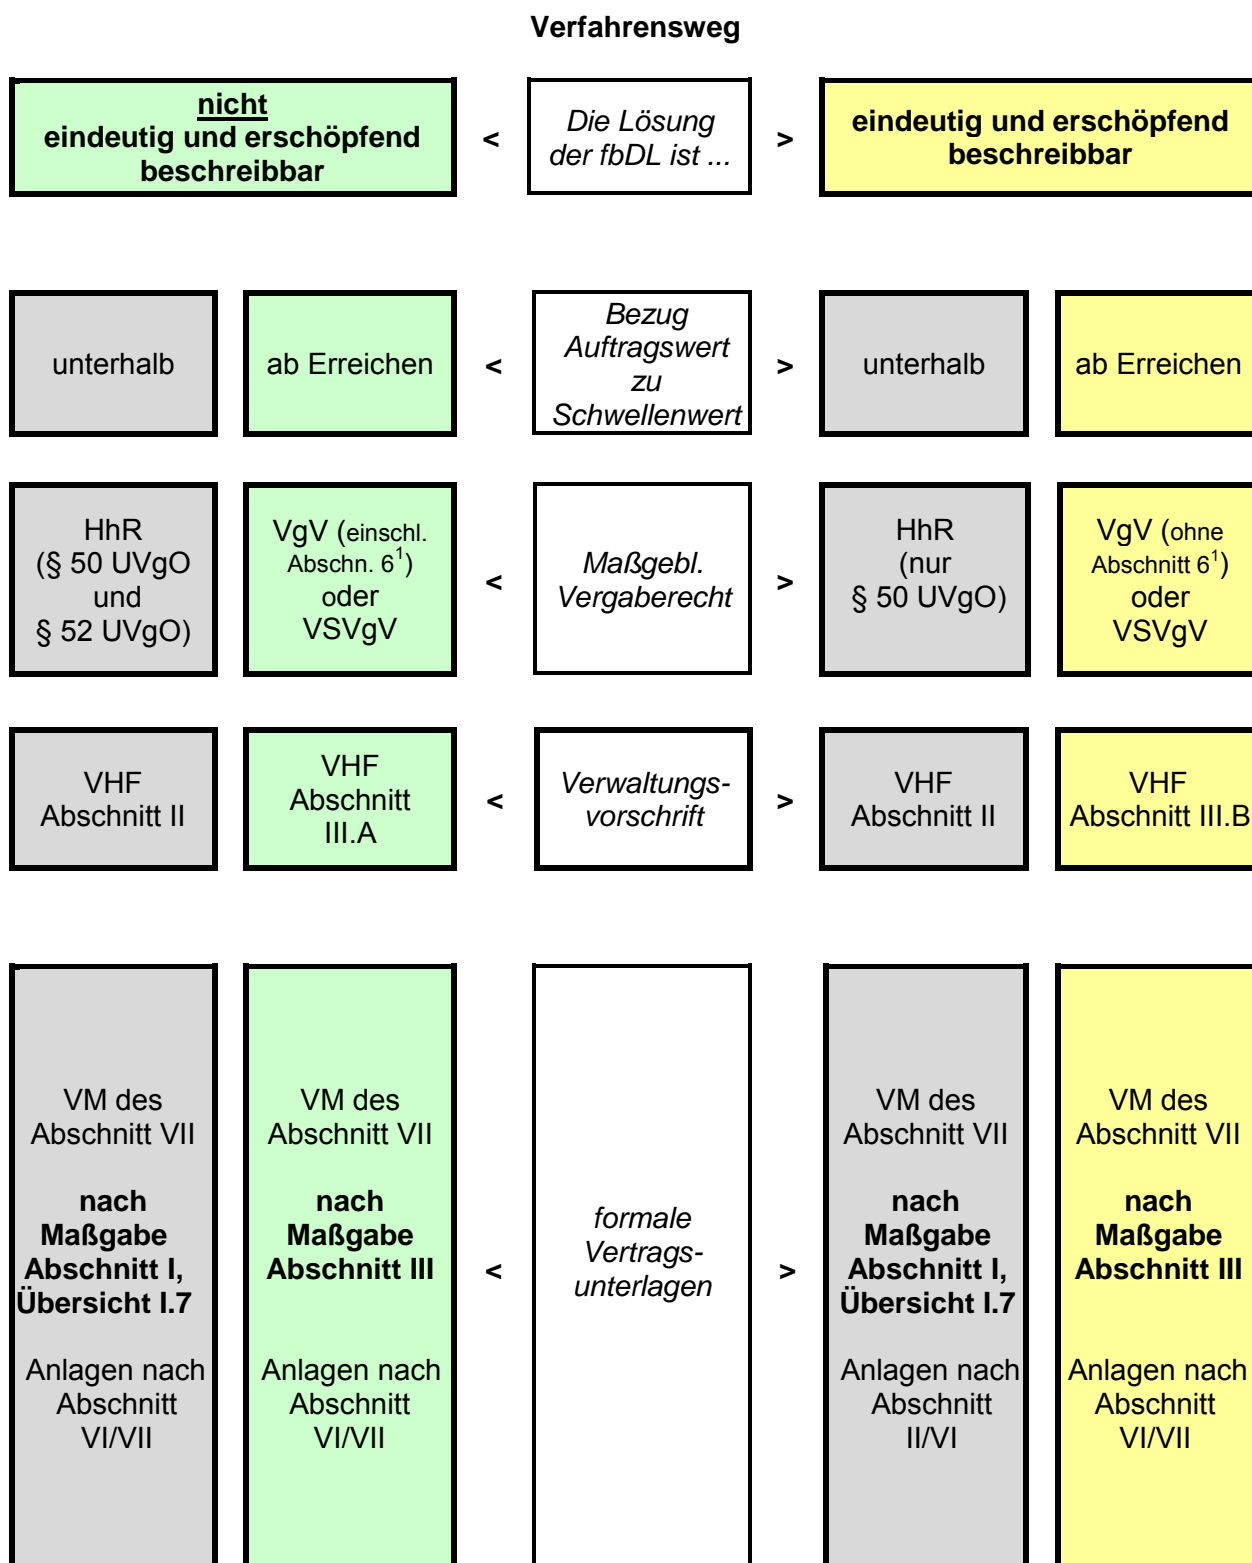 Verfahrensweg
nicht
eindeutig und erschöpfend
beschreibbar
<
Die Lösung
der fbDL ist ...
>
eindeutig und erschöpfend
beschreibbar
unterhalb
ab Erreichen
<
Bezug
Auftragswert
zu
Schwellenwert
>
unterhalb
ab Erreichen
HhR
(§ 50 UVgO
und
§ 52 UVgO)
VgV (einschl.
Abschn. 6¹)
oder
VSVgV
<
Maßgebl.
Vergaberecht
>
HhR
(nur
§ 50 UVgO)
VgV (ohne
Abschnitt 6¹)
oder
VSVgV
VHF
Abschnitt II
VHF
Abschnitt
III.A
<
Verwaltungs-
vorschrift
>
VHF
Abschnitt II
VHF
Abschnitt III.B
VM des
Abschnitt VII
nach
Maßgabe
Abschnitt I,
Übersicht I.7
Anlagen nach
Abschnitt
VI/VII
VM des
Abschnitt VII
nach
Maßgabe
Abschnitt III
Anlagen nach
Abschnitt
VI/VII
<
formale
Vertrags-
unterlagen
>
VM des
Abschnitt VII
nach
Maßgabe
Abschnitt I,
Übersicht I.7
Anlagen nach
Abschnitt
II/VI
VM des
Abschnitt VII
nach
Maßgabe
Abschnitt III
Anlagen nach
Abschnitt
VI/VII